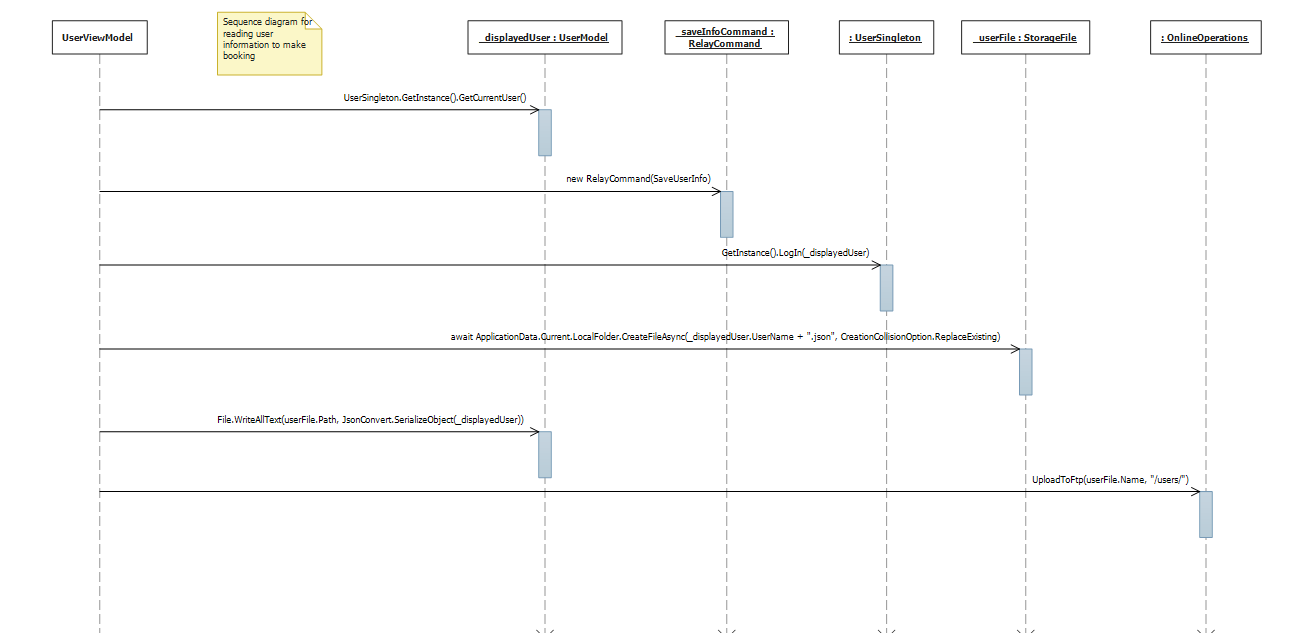 UserViewModel
Sequence diagram for
reading user
information to make
booking
_displayedUser : UserModel
_saveInfoCommand :
RelayCommand
: UserSingleton
_userFile : StorageFile
: OnlineOperations
UserSingleton.GetInstance().GetCurrentUser()
new RelayCommand(SaveUserInfo)
GetInstance().LogIn(_displayedUser)
await ApplicationData.Current.LocalFolder.CreateFileAsync(_displayedUser.UserName + ".json", CreationCollisionOption.ReplaceExisting)
File.WriteAllText(userFile.Path, JsonConvert.SerializeObject(_displayedUser))
UploadToFtp(userFile.Name, "/users/")